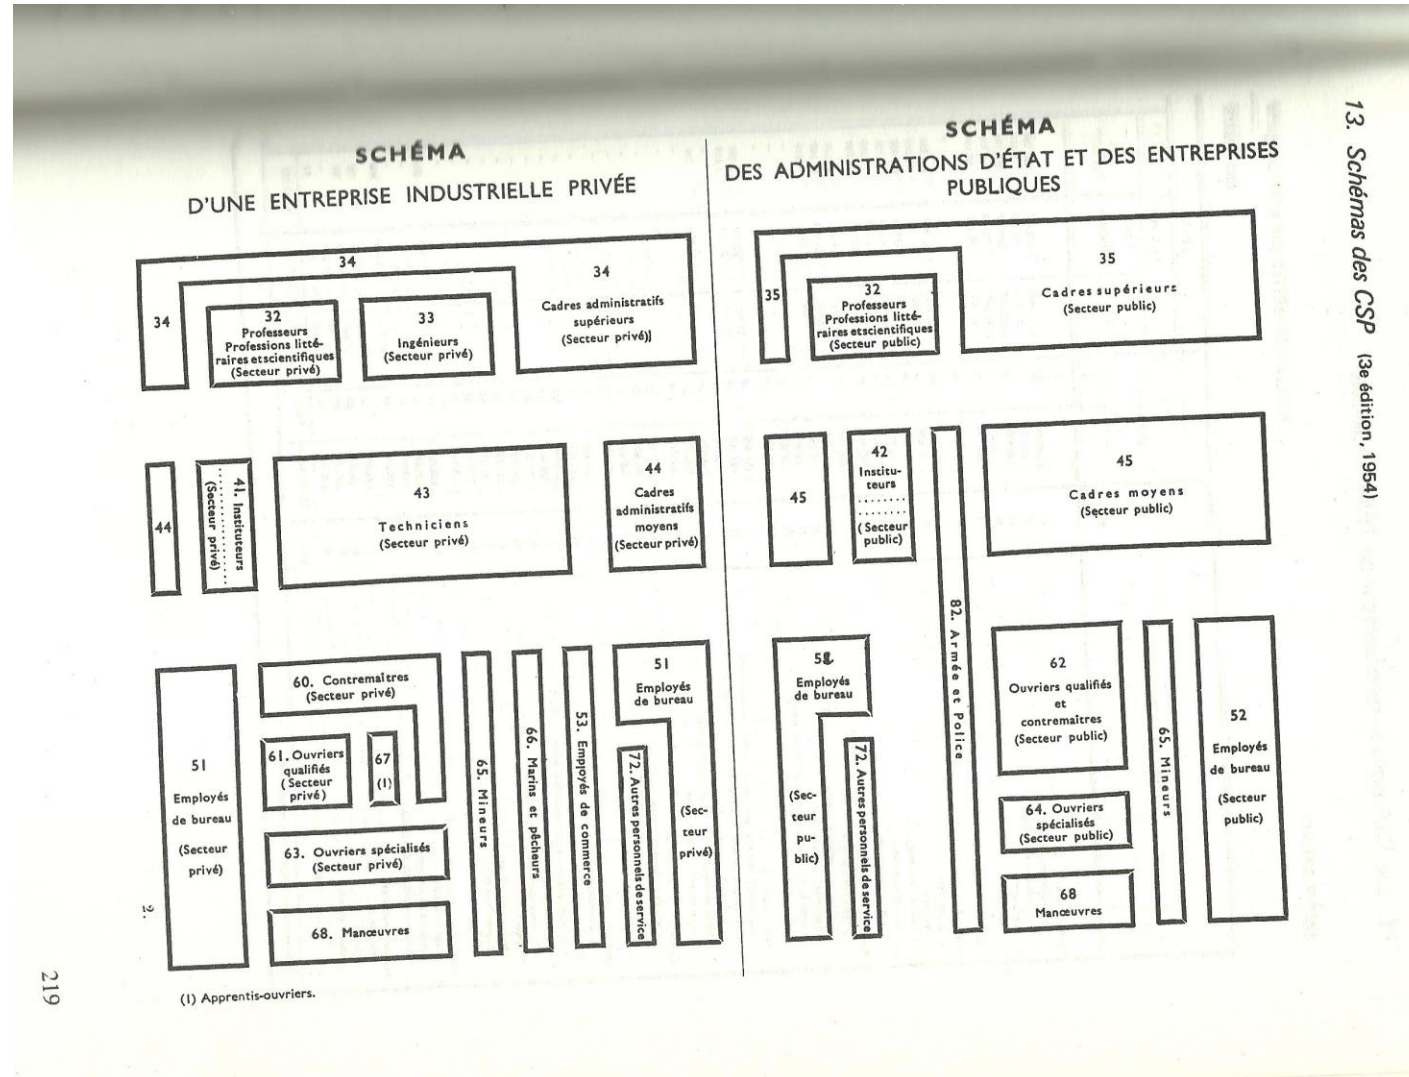 13. Schémas des CSP (3e édition, 1954)
SCHÉMA
D'UNE ENTREPRISE INDUSTRIELLE PRIVÉE
34
34
34
Cadres administratifs
supérieurs
(Secteur privé)]
32
Professeurs
Professions litté-
raires et scientifiques
(Secteur privé)
33
Ingénieurs
(Secteur privé)
44
41. Instituteurs
............
(Secteur privé)
43
Techniciens
(Secteur privé)
44
Cadres
administratifs
moyens
(Secteur privé)
51
Employés
de bureau
(Secteur
privé)
60. Contremaîtres
(Secteur privé)
61. Ouvriers
qualifiés
(Secteur
privé)
67
(1)
63. Ouvriers spécialisés
(Secteur privé)
68. Manœuvres
65. Mineurs
66. Marins et pêcheurs
53. Employés de commerce
51
Employés
de bureau
(Sec-
teur
privé)
72. Autres personnels de service
(1) Apprentis-ouvriers.
SCHÉMA
DES ADMINISTRATIONS D'ÉTAT ET DES ENTREPRISES
PUBLIQUES
35
32
Professeurs
Professions litté-
raires et scientifiques
(Secteur public)
35
Cadres supérieurs
(Secteur public)
45
42
Institu-
teurs
........
........
(Secteur
public)
82. Armée et Police
45
Cadres moyens
(Secteur public)
52
Employés
de bureau
(Sec-
teur
pu-
blic)
72. Autres personnels de service
62
Ouvriers qualifiés
et
contremaîtres
(Secteur public)
64. Ouvriers
spécialisés
(Secteur public)
68
Manœuvres
65. Mineurs
52
Employés
de bureau
(Secteur
public)
2.
219